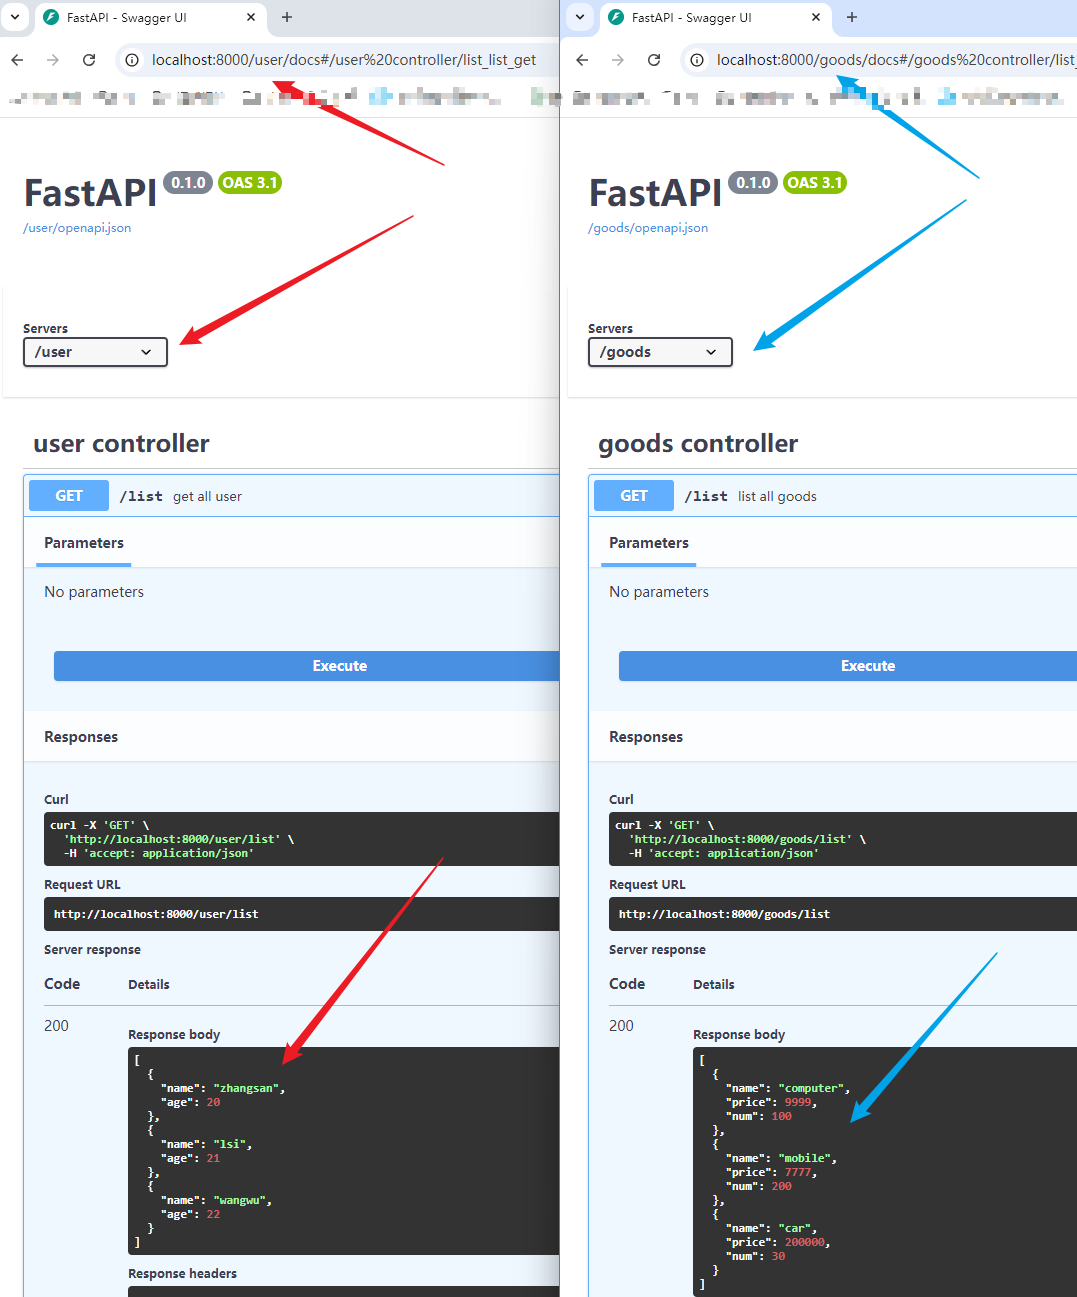 FastAPI - Swagger UI
localhost:8000/user/docs#/user%20controller/list_list_get
FastAPI 0.1.0 OAS 3.1
/user/openapi.json
Servers
/user
user controller
GET /list get all user
Parameters
No parameters
Execute
Responses
Curl
curl -X 'GET' \
'http://localhost:8000/user/list' \
-H 'accept: application/json'
Request URL
http://localhost:8000/user/list
Server response
Code Details
200
Response body
[
{
"name": "zhangsan",
"age": 20
},
{
"name": "lsi",
"age": 21
},
{
"name": "wangwu",
"age": 22
}
]
Response headers
FastAPI - Swagger UI
localhost:8000/goods/docs#/goods%20controller/list_
FastAPI 0.1.0 OAS 3.1
/goods/openapi.json
Servers
/goods
goods controller
GET /list list all goods
Parameters
No parameters
Execute
Responses
Curl
curl -X 'GET' \
'http://localhost:8000/goods/list' \
-H 'accept: application/json'
Request URL
http://localhost:8000/goods/list
Server response
Code Details
200
Response body
[
{
"name": "computer",
"price": 9999,
"num": 100
},
{
"name": "mobile",
"price": 7777,
"num": 200
},
{
"name": "car",
"price": 200000,
"num": 30
}
]